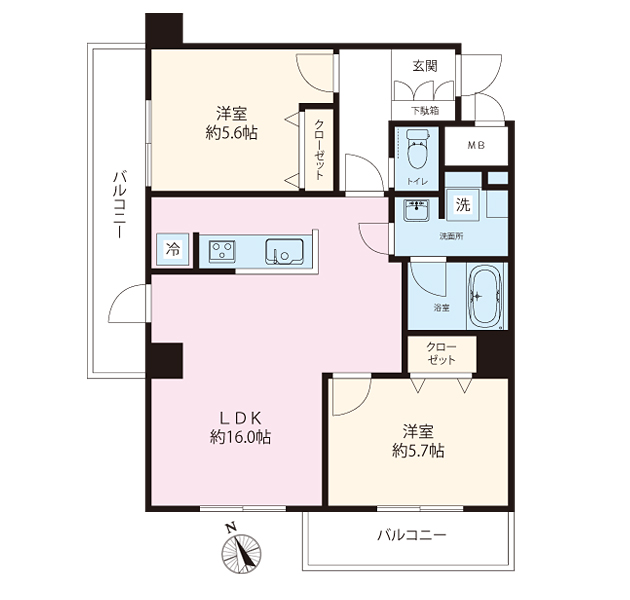 玄関
下駄箱
洋室
約5.6帖
クローゼット
MB
トイレ
バルコニー
洗
洗面所
冷
浴室
クロー
ゼット
LDK
約16.0帖
洋室
約5.7帖
N
バルコニー